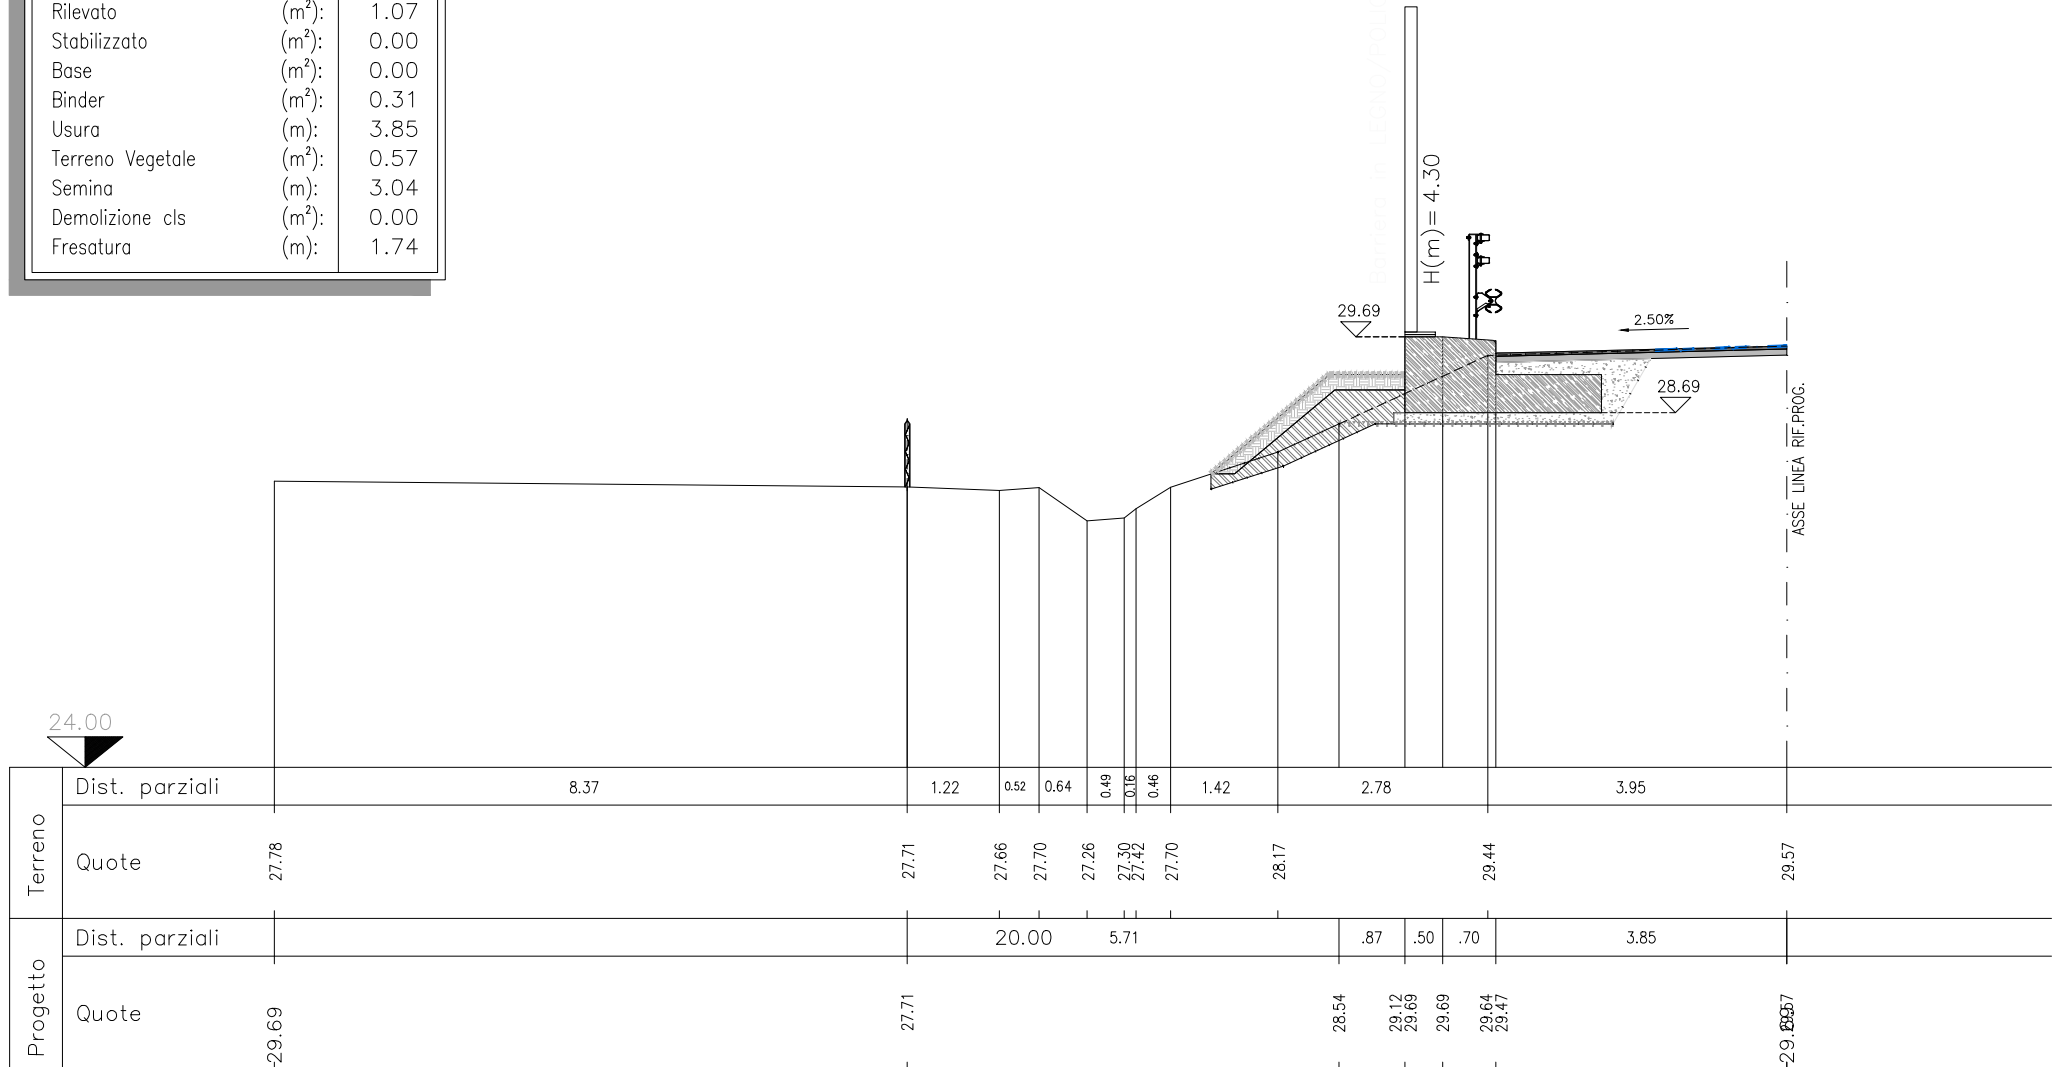 Rilevato (m²): 1.07
Stabilizzato (m²): 0.00
Base (m²): 0.00
Binder (m²): 0.31
Usura (m): 3.85
Terreno Vegetale (m²): 0.57
Semina (m): 3.04
Demolizione cls (m²): 0.00
Fresatura (m): 1.74
H(m)= 4.30
29.69
2.50%
28.69
ASSE LINEA RIF.PROG.
24.00
Terreno
Dist. parziali 8.37 1.22 0.52 0.64 0.49 0.16 0.46 1.42 2.78 3.95
Quote 27.78 27.71 27.66 27.70 27.26 27.30 27.42 27.70 28.17 29.44 29.57
Progetto
Dist. parziali 20.00 5.71 .87 .50 .70 3.85
Quote 29.69 27.71 28.54 29.12 29.69 29.69 29.64 29.47